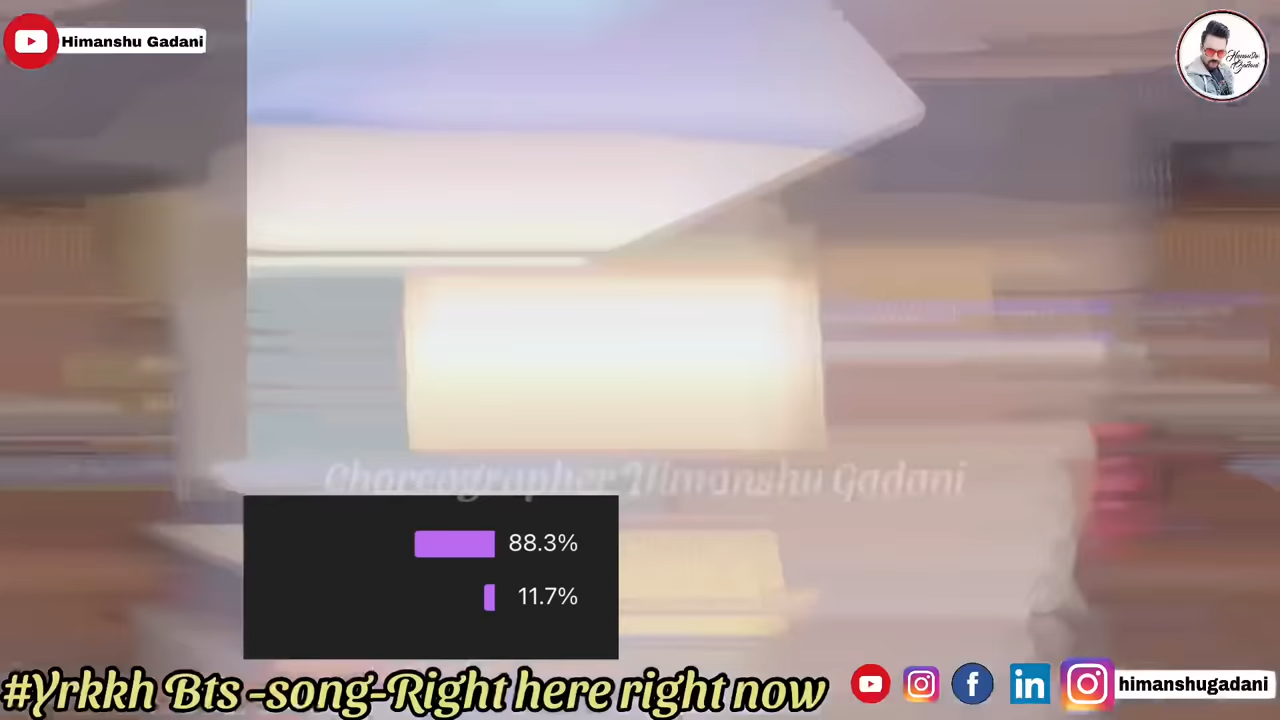 Himanshu Gadani
Choreographer Himanshu Gadani
88.3%
11.7%
#Yrkkh Bts -song-Right here right now
himanshugadani